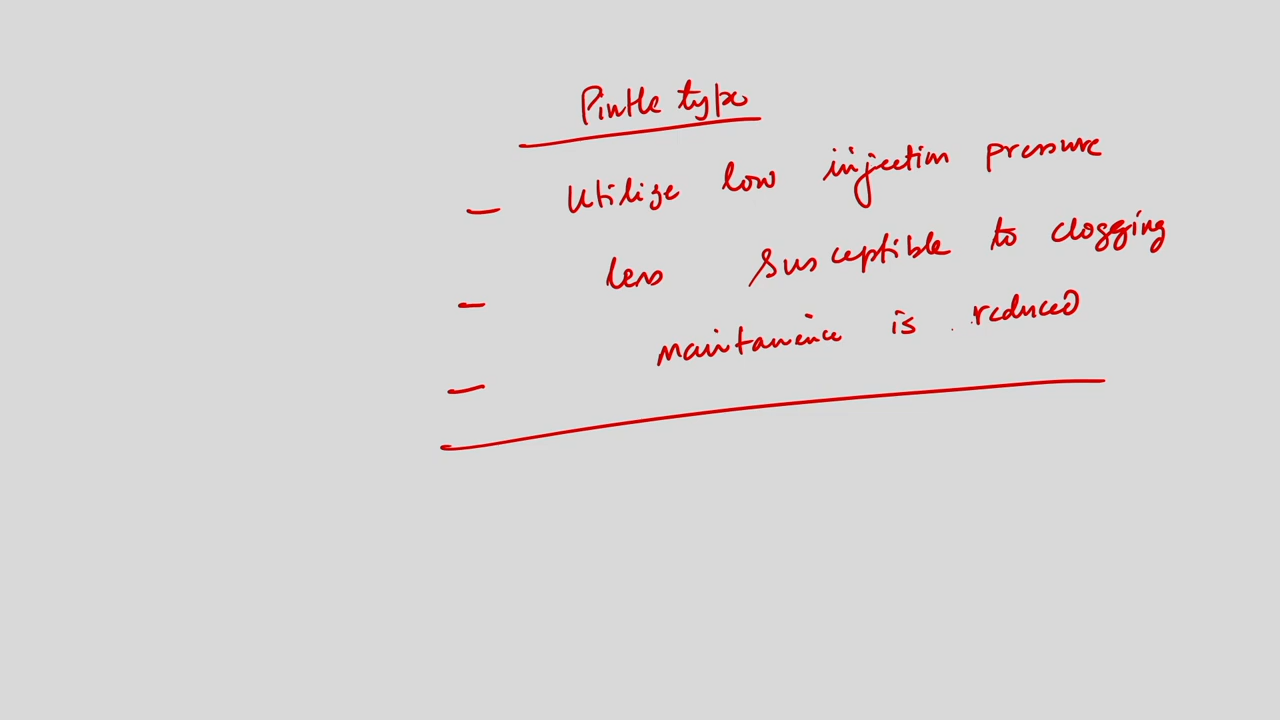 Pintle type
- Utilize low injection pressure
- less susceptible to clogging
- maintanence is reduced